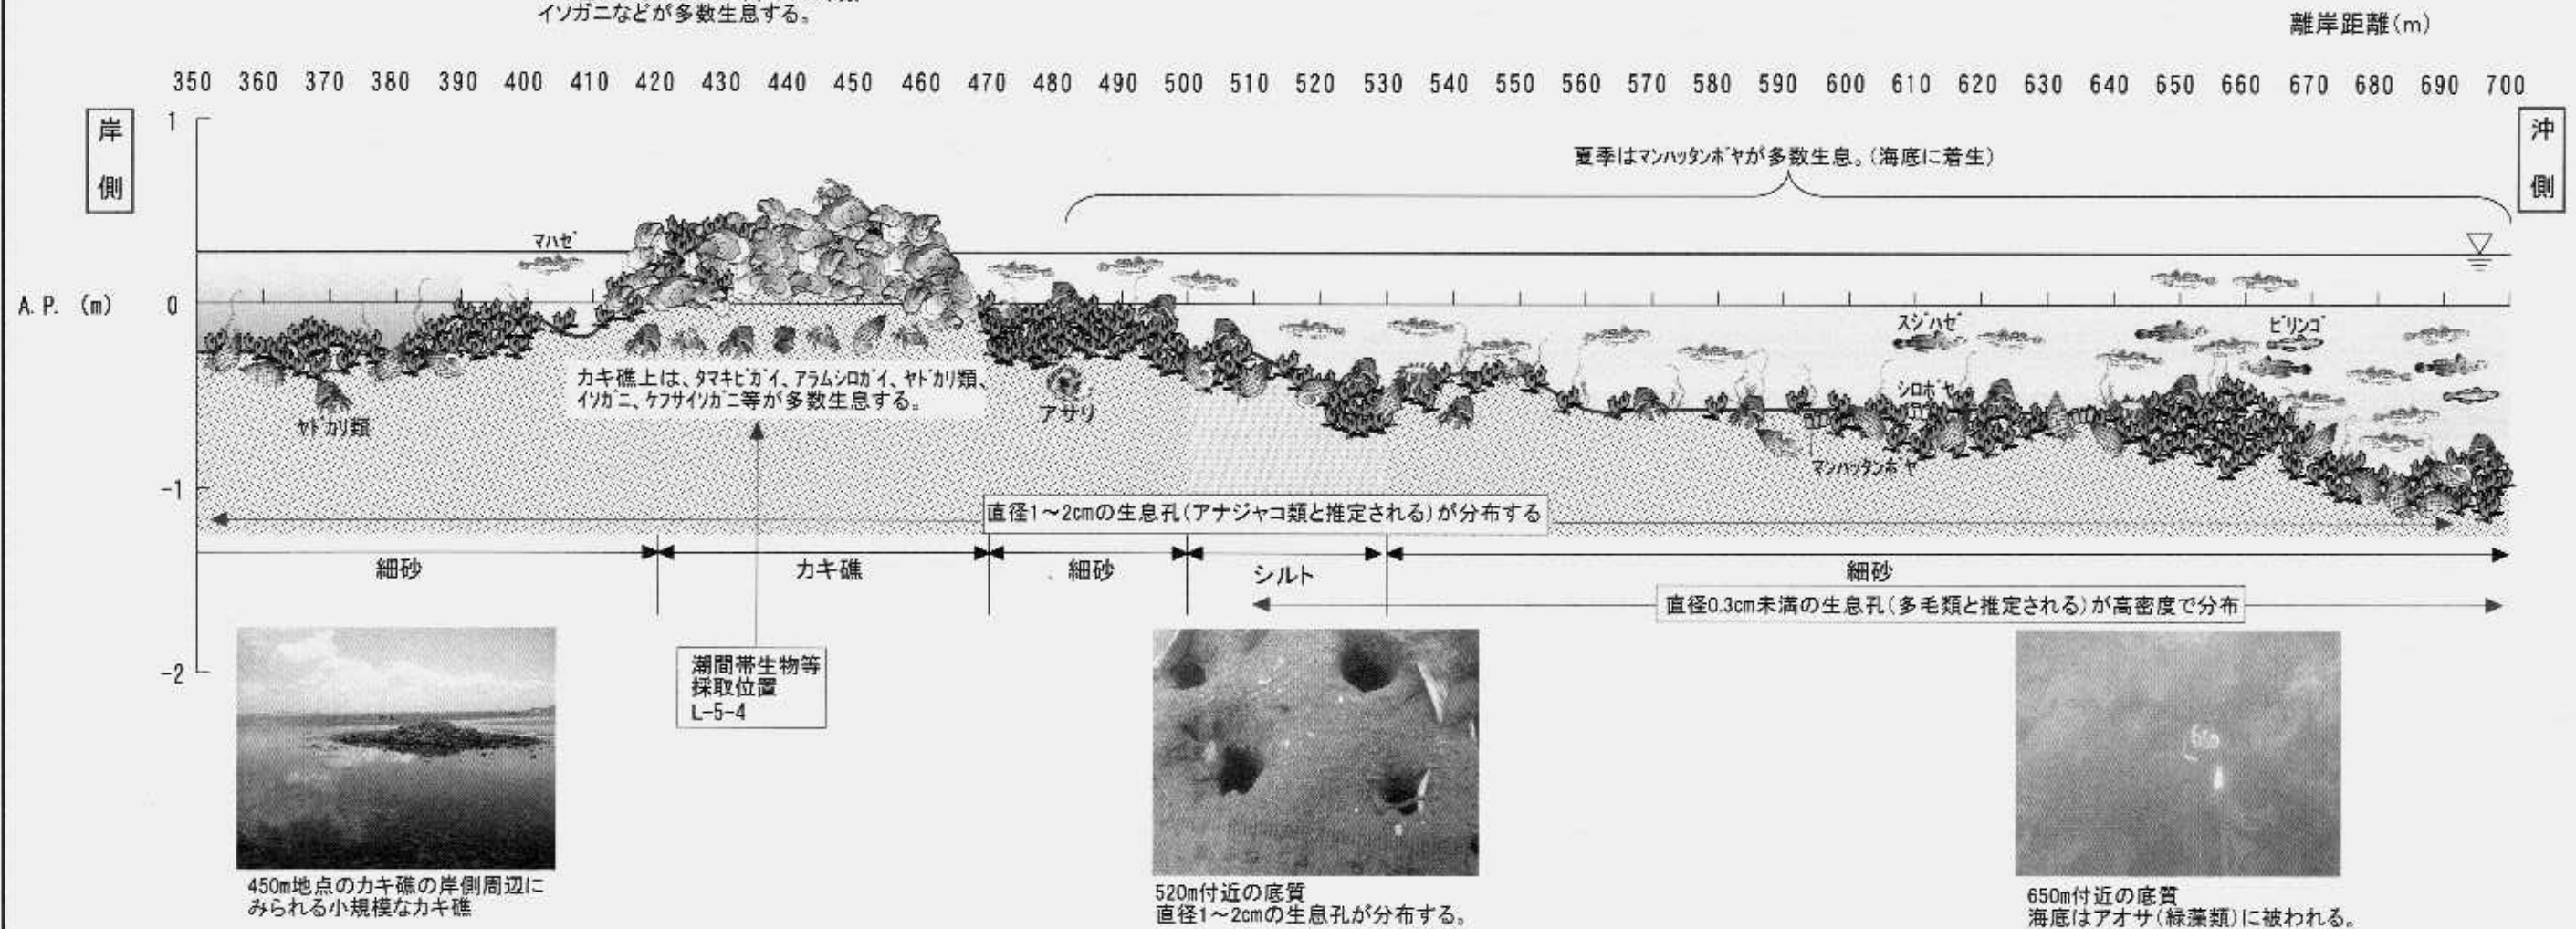 イソガニなどが多数生息する。
離岸距離(m)
350 360 370 380 390 400 410 420 430 440 450 460 470 480 490 500 510 520 530 540 550 560 570 580 590 600 610 620 630 640 650 660 670 680 690 700
岸側
沖側
1
夏季はマンハッタンボヤが多数生息。(海底に着生)
マハゼ
A.P. (m) 0
スジハゼ
ビリンゴ
カキ礁上は、タマキビガイ、アラムシロガイ、ヤドカリ類、
イソガニ、ケフサイソガニ等が多数生息する。
シロボヤ
アサリ
ヤドカリ類
マンハッタンボヤ
-1
直径1~2cmの生息孔(アナジャコ類と推定される)が分布する
細砂 カキ礁 細砂 シルト 細砂
直径0.3cm未満の生息孔(多毛類と推定される)が高密度で分布
-2
潮間帯生物等
採取位置
L-5-4
650
450m地点のカキ礁の岸側周辺に
みられる小規模なカキ礁
520m付近の底質
直径1~2cmの生息孔が分布する。
650m付近の底質
海底はアオサ(緑藻類)に被われる。